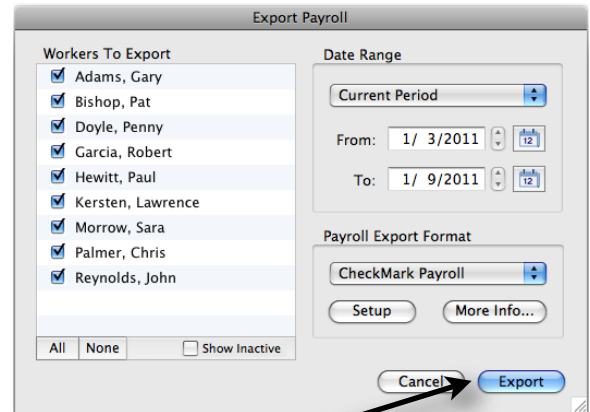 Export Payroll
Workers To Export
Adams, Gary
Bishop, Pat
Doyle, Penny
Garcia, Robert
Hewitt, Paul
Kersten, Lawrence
Morrow, Sara
Palmer, Chris
Reynolds, John
All None Show Inactive
Date Range
Current Period
From: 1/ 3/2011 12
To: 1/ 9/2011 12
Payroll Export Format
CheckMark Payroll
Setup More Info...
Cancel Export